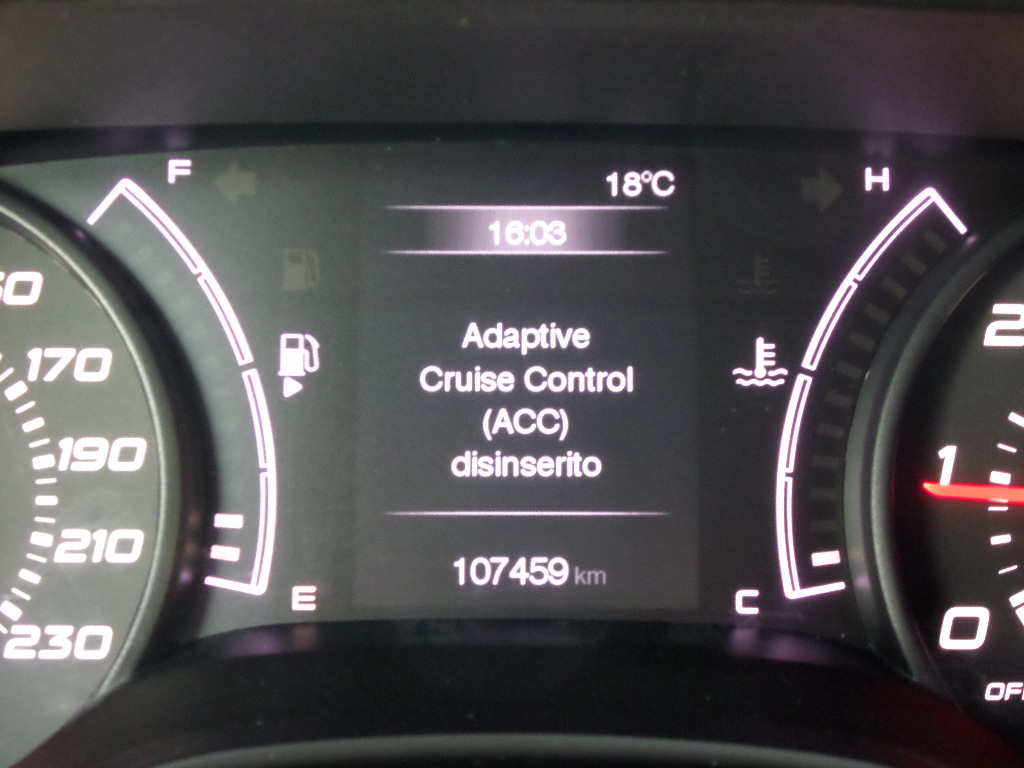 F
18°C
H
16:03
170
Adaptive
Cruise Control
(ACC)
disinserito
190
1
210
107459 km
E
C
230
0